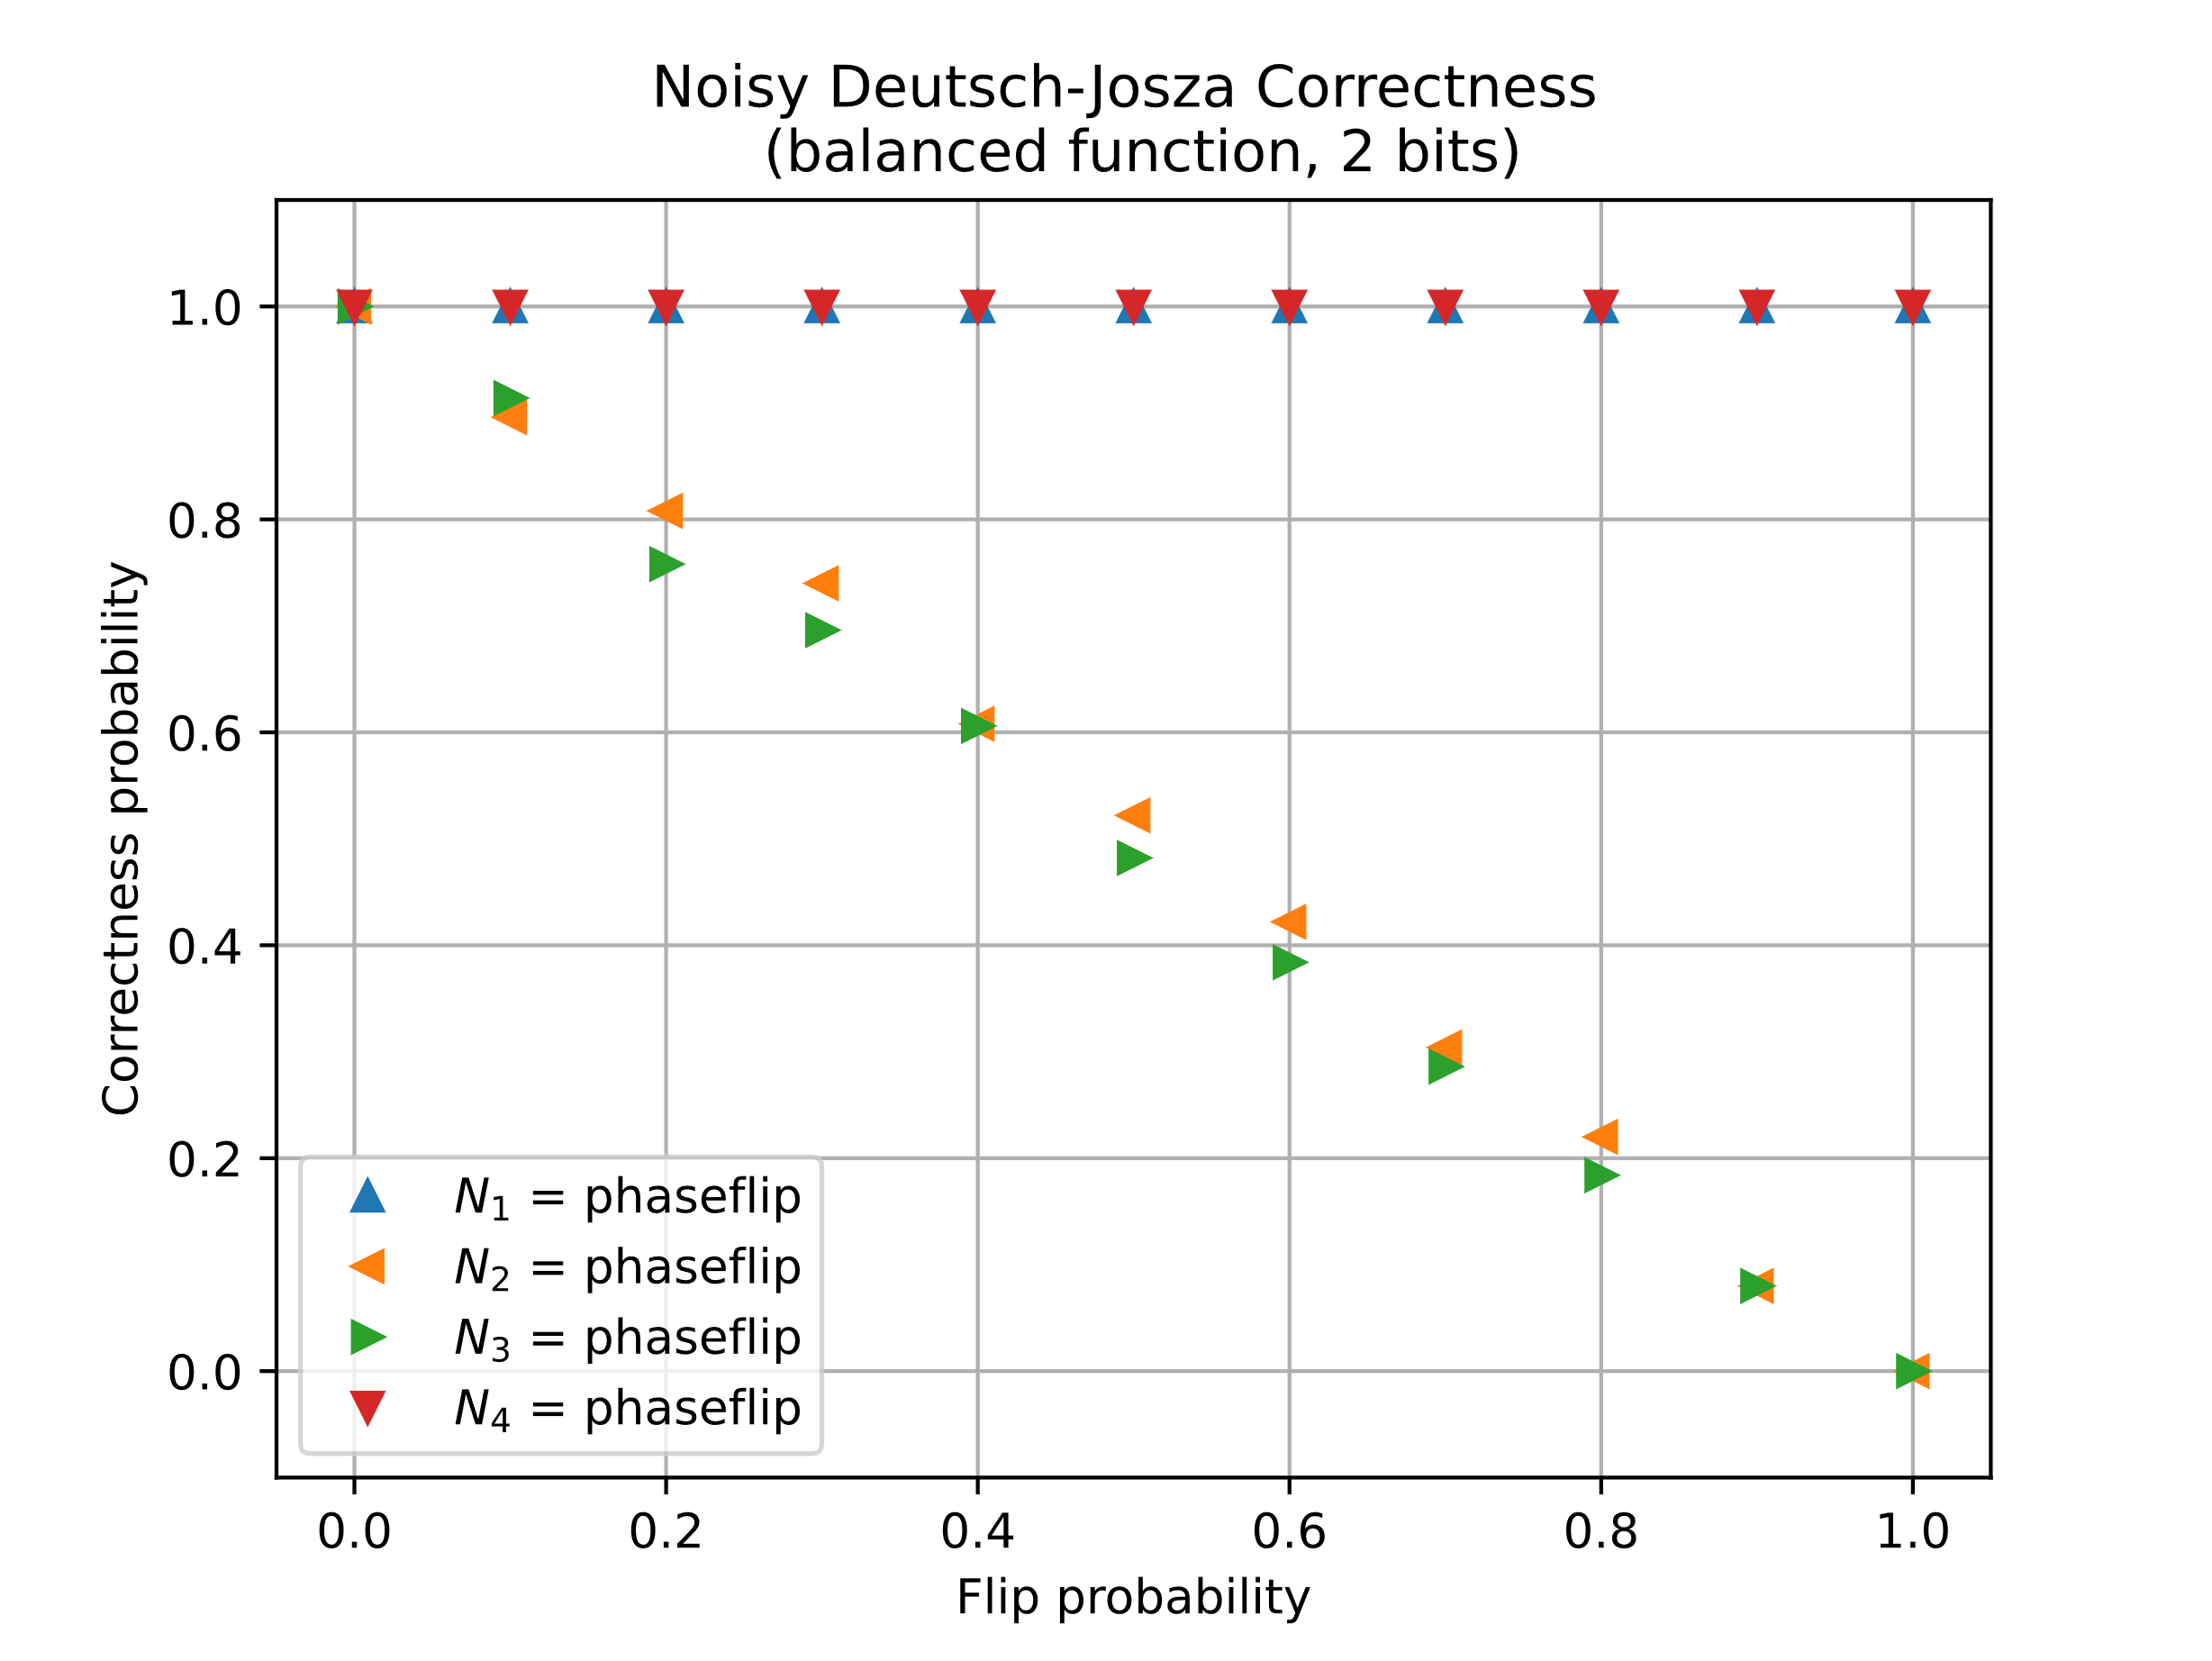 Noisy Deutsch-Josza Correctness
(balanced function, 2 bits)
Correctness probability
1.0
0.8
0.6
0.4
0.2
0.0
N₁ = phaseflip
N₂ = phaseflip
N₃ = phaseflip
N₄ = phaseflip
0.0 0.2 0.4 0.6 0.8 1.0
Flip probability